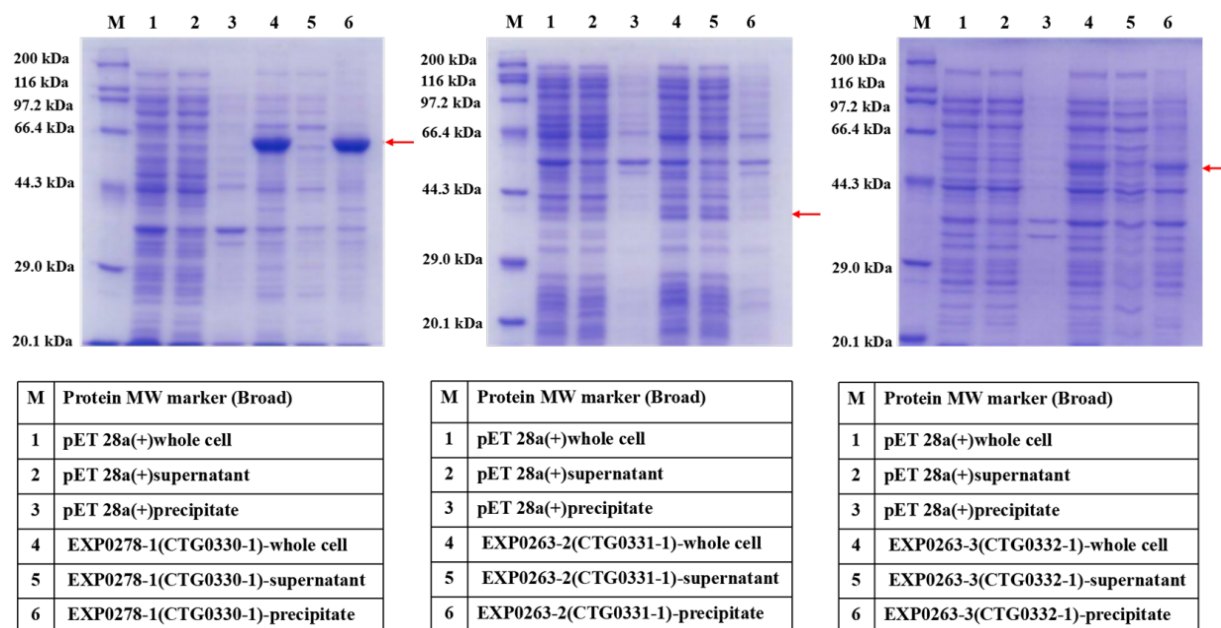 M 1 2 3 4 5 6
200 kDa
116 kDa
97.2 kDa
66.4 kDa
44.3 kDa
29.0 kDa
20.1 kDa
M Protein MW marker (Broad)
1 pET 28a(+)whole cell
2 pET 28a(+)supernatant
3 pET 28a(+)precipitate
4 EXP0278-1(CTG0330-1)-whole cell
5 EXP0278-1(CTG0330-1)-supernatant
6 EXP0278-1(CTG0330-1)-precipitate
M 1 2 3 4 5 6
200 kDa
116 kDa
97.2 kDa
66.4 kDa
44.3 kDa
29.0 kDa
20.1 kDa
M Protein MW marker (Broad)
1 pET 28a(+)whole cell
2 pET 28a(+)supernatant
3 pET 28a(+)precipitate
4 EXP0263-2(CTG0331-1)-whole cell
5 EXP0263-2(CTG0331-1)-supernatant
6 EXP0263-2(CTG0331-1)-precipitate
M 1 2 3 4 5 6
200 kDa
116 kDa
97.2 kDa
66.4 kDa
44.3 kDa
29.0 kDa
20.1 kDa
M Protein MW marker (Broad)
1 pET 28a(+)whole cell
2 pET 28a(+)supernatant
3 pET 28a(+)precipitate
4 EXP0263-3(CTG0332-1)-whole cell
5 EXP0263-3(CTG0332-1)-supernatant
6 EXP0263-3(CTG0332-1)-precipitate